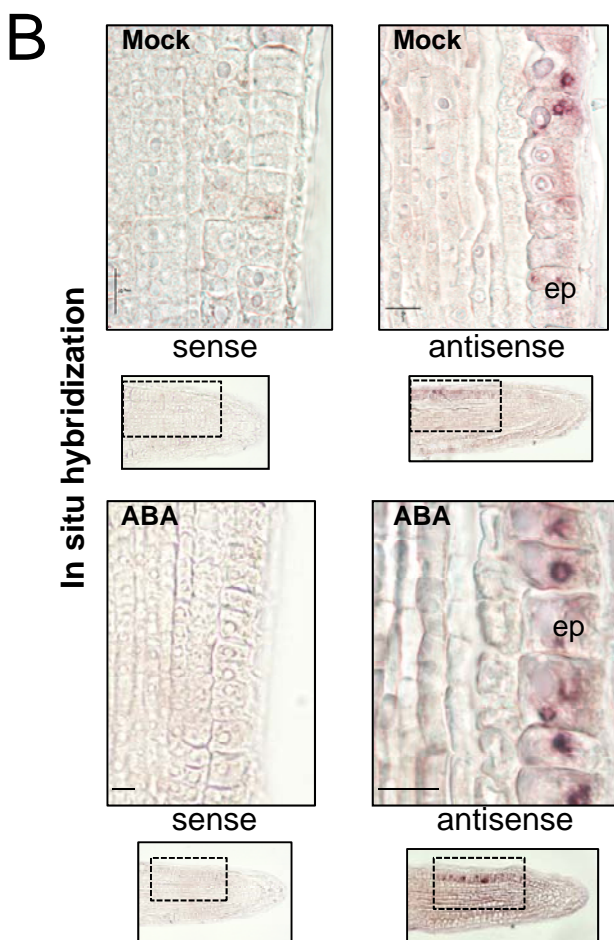 B
Mock
Mock
ep
sense
antisense
In situ hybridization
ABA
ABA
ep
sense
antisense